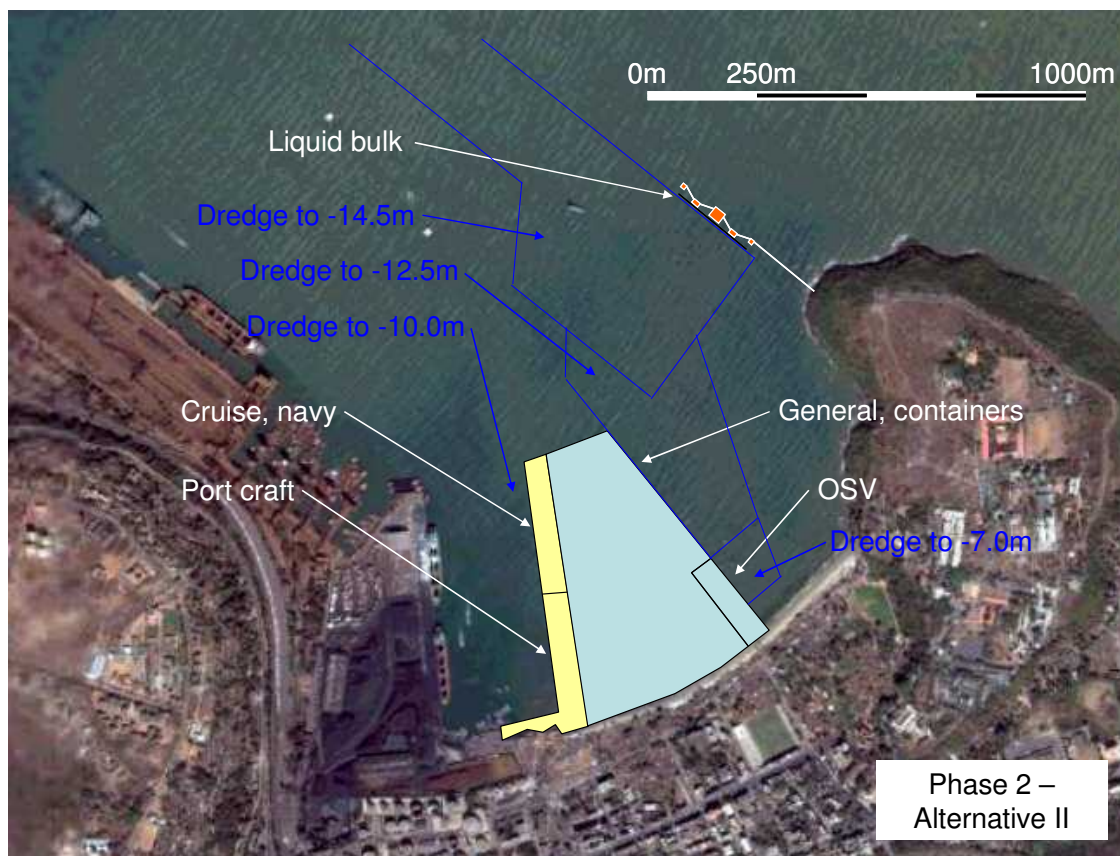 0m 250m 1000m
Liquid bulk
Dredge to -14.5m
Dredge to -12.5m
Dredge to -10.0m
Cruise, navy
General, containers
Port craft
OSV
Dredge to -7.0m
Phase 2 –
Alternative II